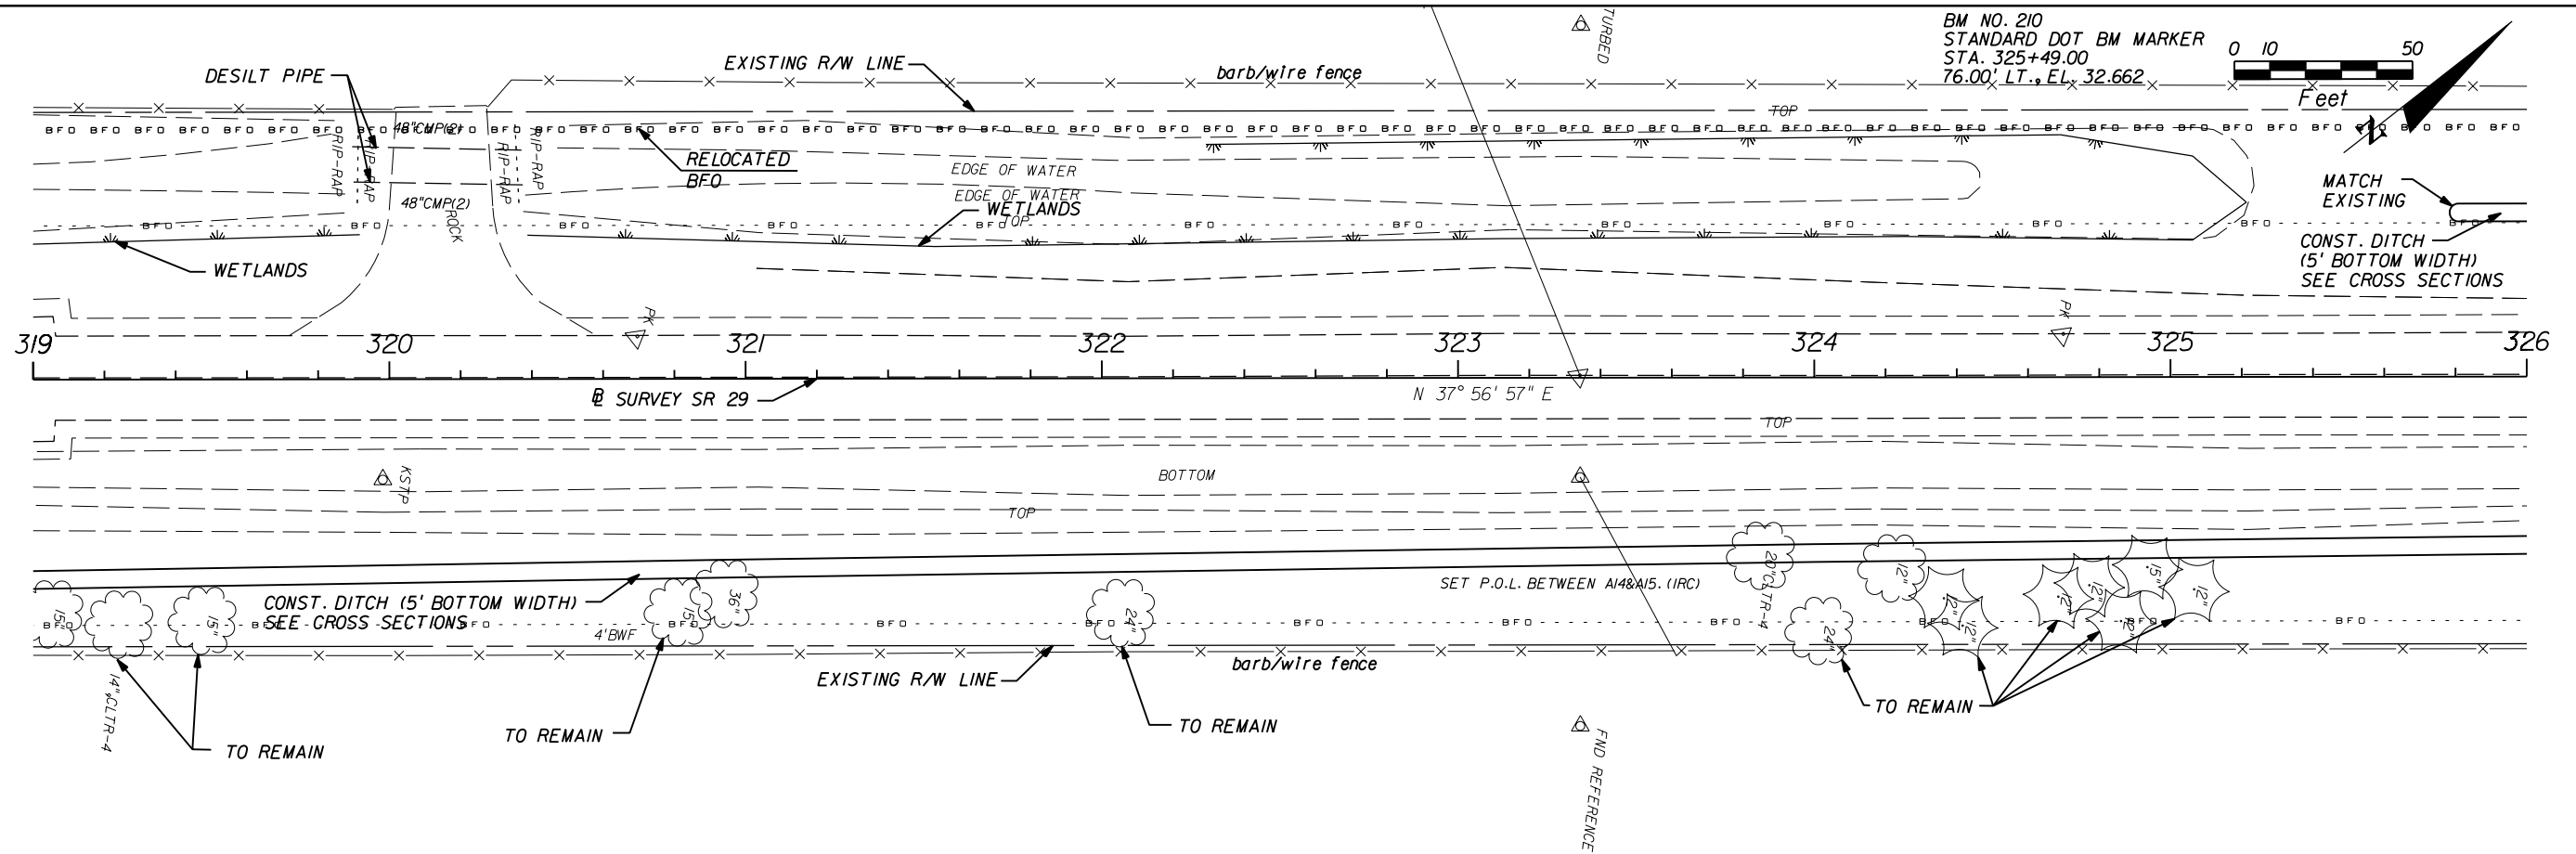 TURBED
BM NO. 210
STANDARD DOT BM MARKER
STA. 325+49.00
76.00' LT., EL. 32.662
0 10 50
Feet
N
DESILT PIPE
EXISTING R/W LINE
barb/wire fence
TOP
BFO
48"CMP(2)
RIP-RAP
RIP-RAP
RIP-RAP
RIP-RAP
RELOCATED
BFO
EDGE OF WATER
EDGE OF WATER
WETLANDS
TOP
48"CMP(2)
ROCK
WETLANDS
MATCH
EXISTING
CONST. DITCH
(5' BOTTOM WIDTH)
SEE CROSS SECTIONS
PK
PK
319 320 321 322 323 324 325 326
N 37° 56' 57" E
BL SURVEY SR 29
TOP
KSTP
BOTTOM
TOP
SET P.O.L. BETWEEN A14&A15. (IRC)
CONST. DITCH (5' BOTTOM WIDTH)
SEE CROSS SECTIONS
4'BWF
15"
15"
15"
36"
24"
20"CLTR-4
12"
24"
12"
12"
12"
12"
15"
12"
12"
14"CLTR-4
EXISTING R/W LINE
barb/wire fence
TO REMAIN
TO REMAIN
TO REMAIN
TO REMAIN
FND REFERENCE